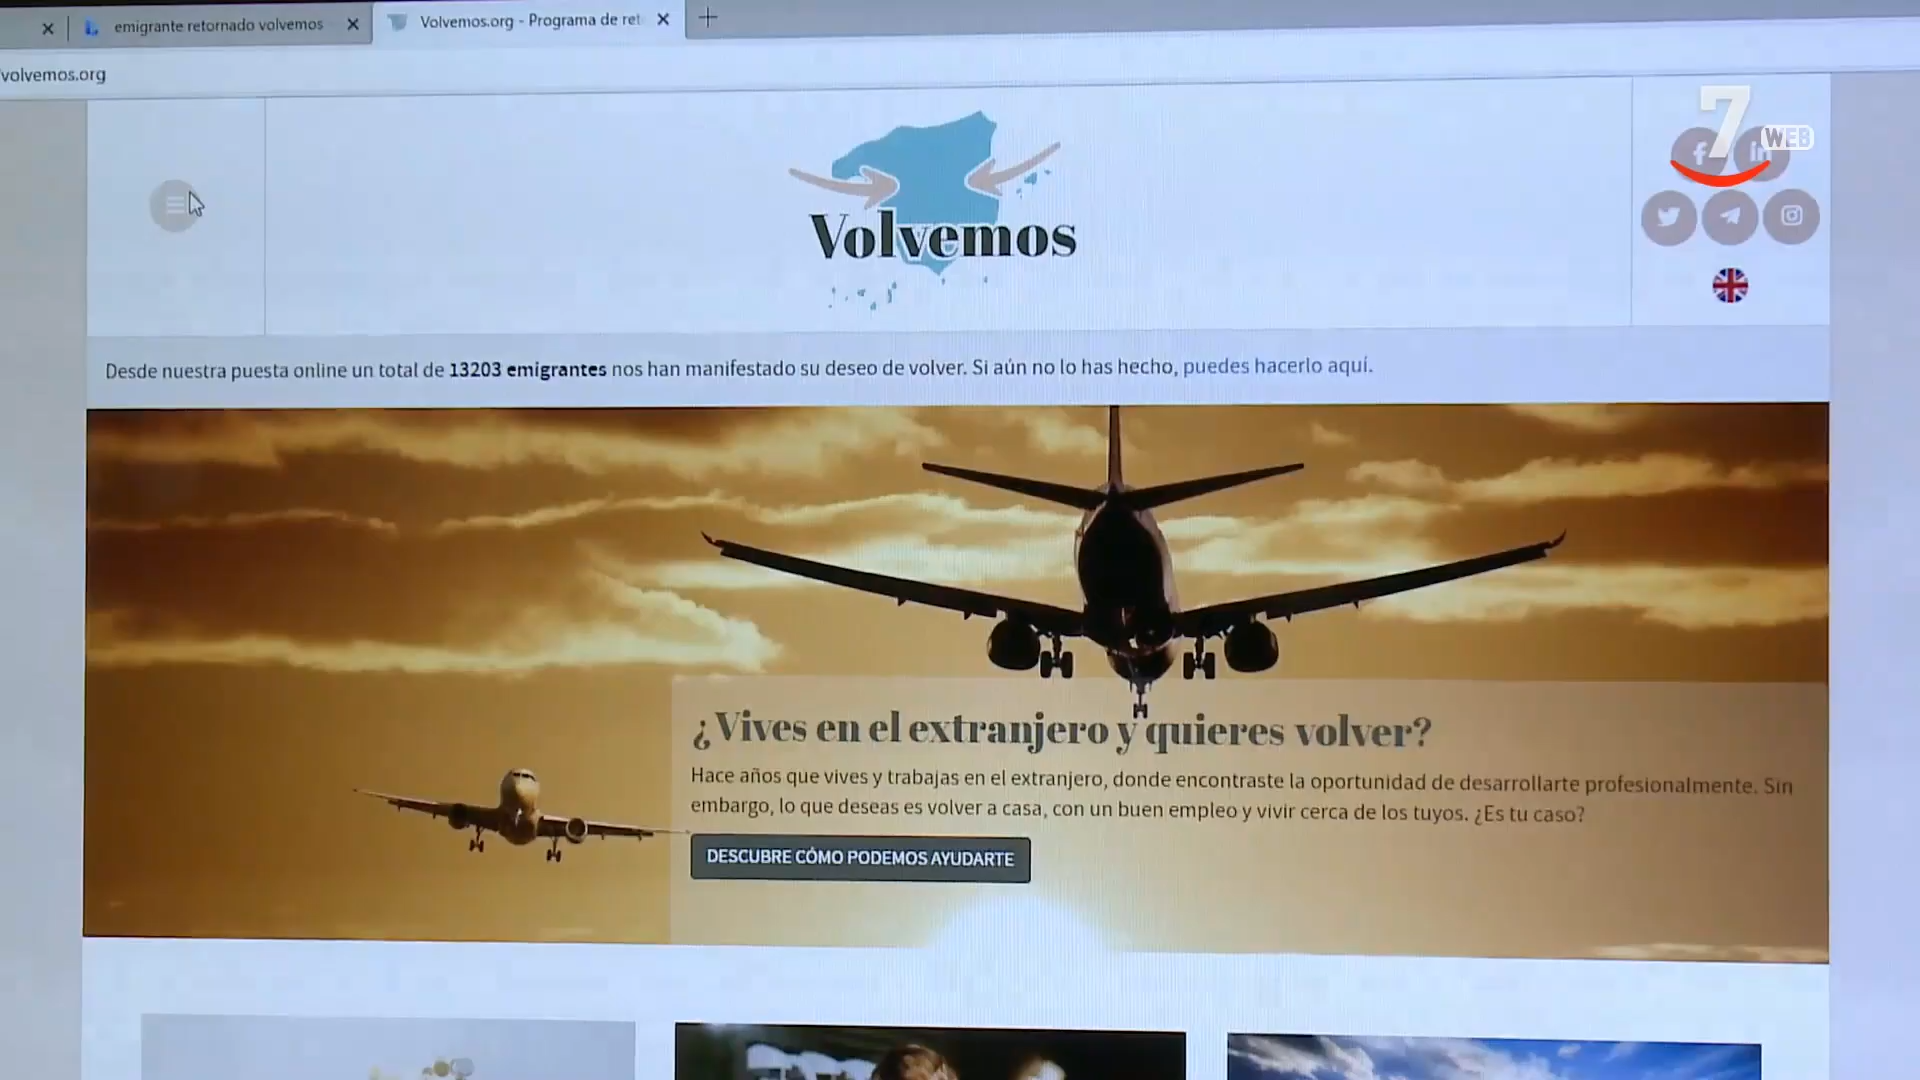 emigrante retornado volvemos
Volvemos.org - Programa de ret
volvemos.org
7
WEB
f
in
Volvemos
Desde nuestra puesta online un total de 13203 emigrantes nos han manifestado su deseo de volver. Si aún no lo has hecho, puedes hacerlo aquí.
¿Vives en el extranjero y quieres volver?
Hace años que vives y trabajas en el extranjero, donde encontraste la oportunidad de desarrollarte profesionalmente. Sin
embargo, lo que deseas es volver a casa, con un buen empleo y vivir cerca de los tuyos. ¿Es tu caso?
DESCUBRE CÓMO PODEMOS AYUDARTE